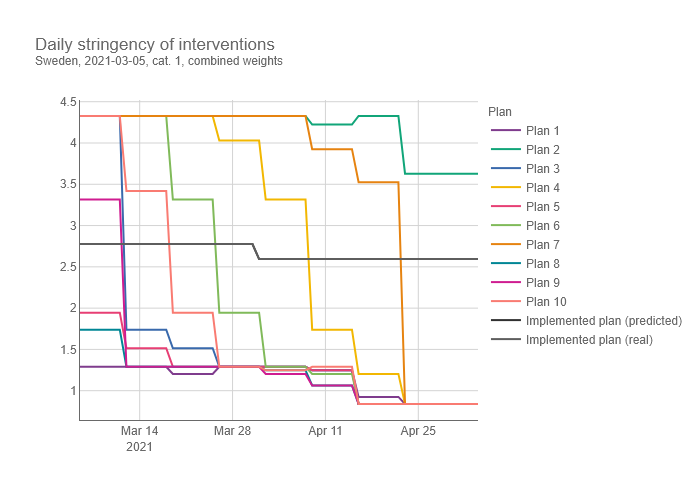 Daily stringency of interventions
Sweden, 2021-03-05, cat. 1, combined weights
4.5
4
3.5
3
2.5
2
1.5
1
Mar 14
2021
Mar 28
Apr 11
Apr 25
Plan
Plan 1
Plan 2
Plan 3
Plan 4
Plan 5
Plan 6
Plan 7
Plan 8
Plan 9
Plan 10
Implemented plan (predicted)
Implemented plan (real)